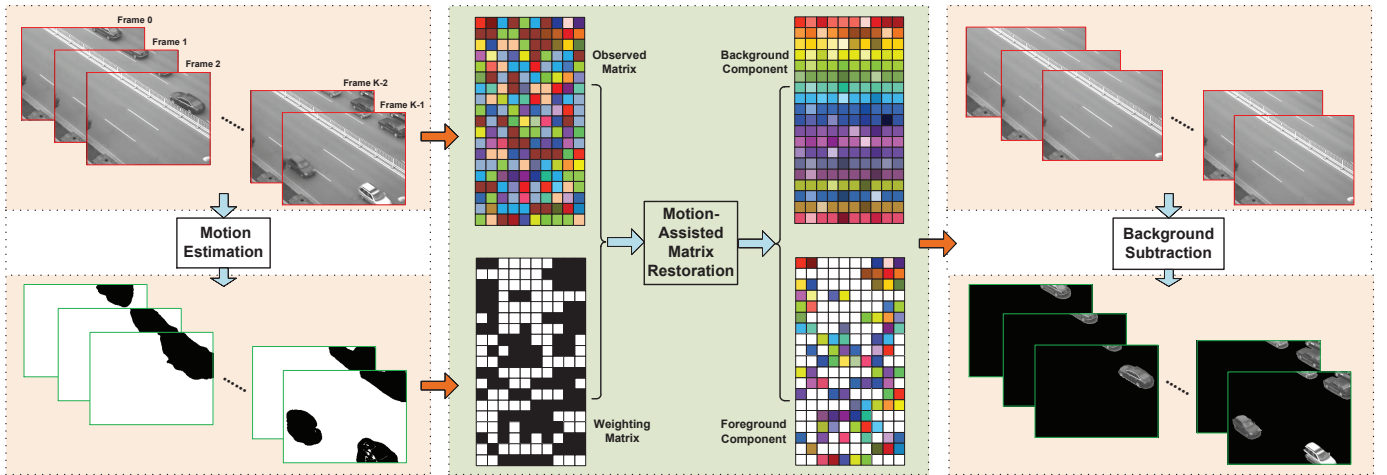 Frame 0
Frame 1
Frame 2
Frame K-2
Frame K-1
Motion
Estimation
Observed
Matrix
Weighting
Matrix
Motion-
Assisted
Matrix
Restoration
Background
Component
Foreground
Component
Background
Subtraction